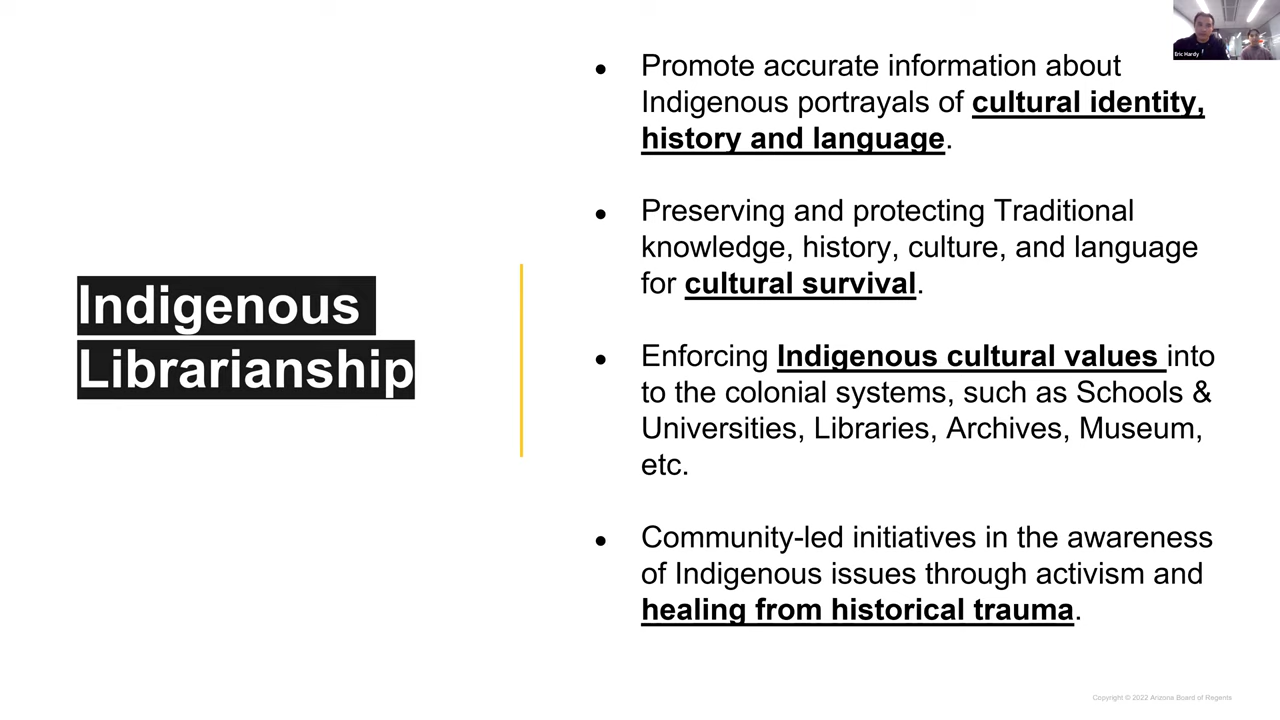 Indigenous
Librarianship
● Promote accurate information about
Indigenous portrayals of cultural identity,
history and language.
● Preserving and protecting Traditional
knowledge, history, culture, and language
for cultural survival.
● Enforcing Indigenous cultural values into
to the colonial systems, such as Schools &
Universities, Libraries, Archives, Museum,
etc.
● Community-led initiatives in the awareness
of Indigenous issues through activism and
healing from historical trauma.
Eric Hardy
Copyright © 2022 Arizona Board of Regents